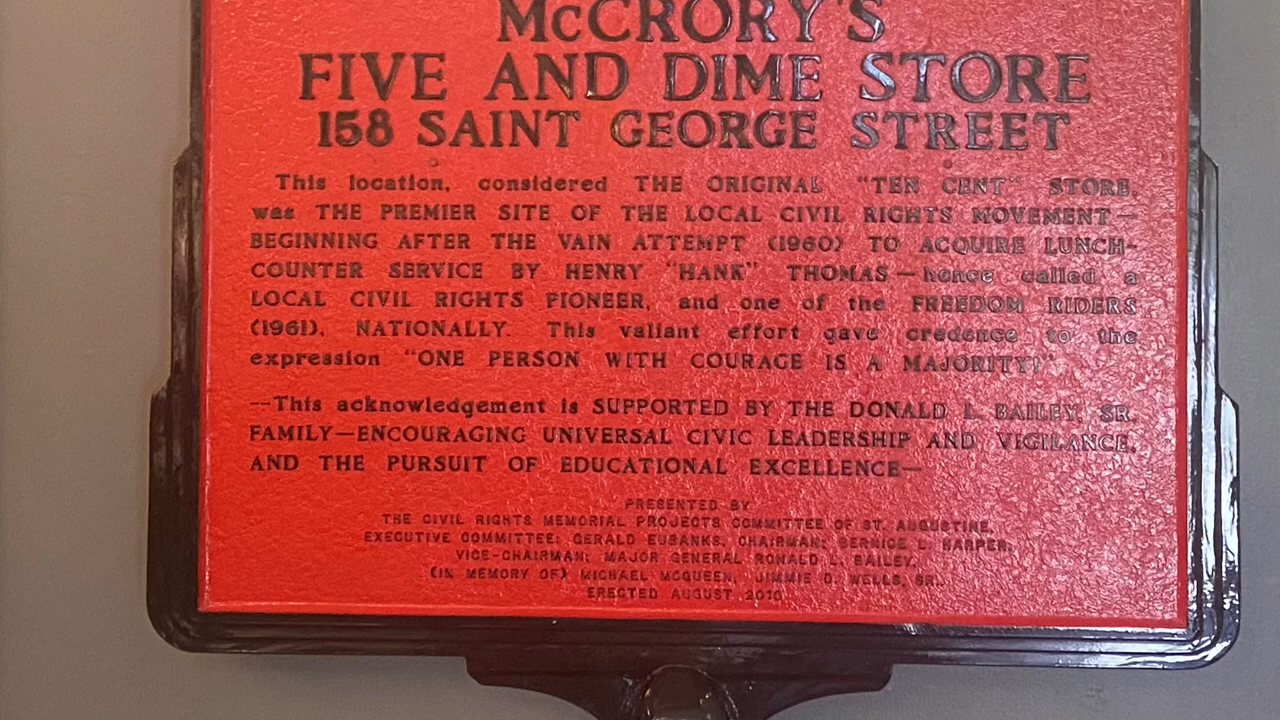 McCRORY'S
FIVE AND DIME STORE
158 SAINT GEORGE STREET
This location, considered THE ORIGINAL "TEN CENT" STORE,
was THE PREMIER SITE OF THE LOCAL CIVIL RIGHTS MOVEMENT—
BEGINNING AFTER THE VAIN ATTEMPT (1960) TO ACQUIRE LUNCH-
COUNTER SERVICE BY HENRY "HANK" THOMAS—hence called a
LOCAL CIVIL RIGHTS PIONEER, and one of the FREEDOM RIDERS
(1961), NATIONALLY. This valiant effort gave credence to the
expression "ONE PERSON WITH COURAGE IS A MAJORITY!"
--This acknowledgement is SUPPORTED BY THE DONALD L. BAILEY, SR.
FAMILY—ENCOURAGING UNIVERSAL CIVIC LEADERSHIP AND VIGILANCE,
AND THE PURSUIT OF EDUCATIONAL EXCELLENCE—
PRESENTED BY
THE CIVIL RIGHTS MEMORIAL PROJECTS COMMITTEE OF ST. AUGUSTINE,
EXECUTIVE COMMITTEE: GERALD EUBANKS, CHAIRMAN; BERNICE L. HARPER,
VICE-CHAIRMAN; MAJOR GENERAL RONALD L. BAILEY,
(IN MEMORY OF) MICHAEL MCQUEEN, JIMMIE D. WELLS, SR.
ERECTED AUGUST 2010